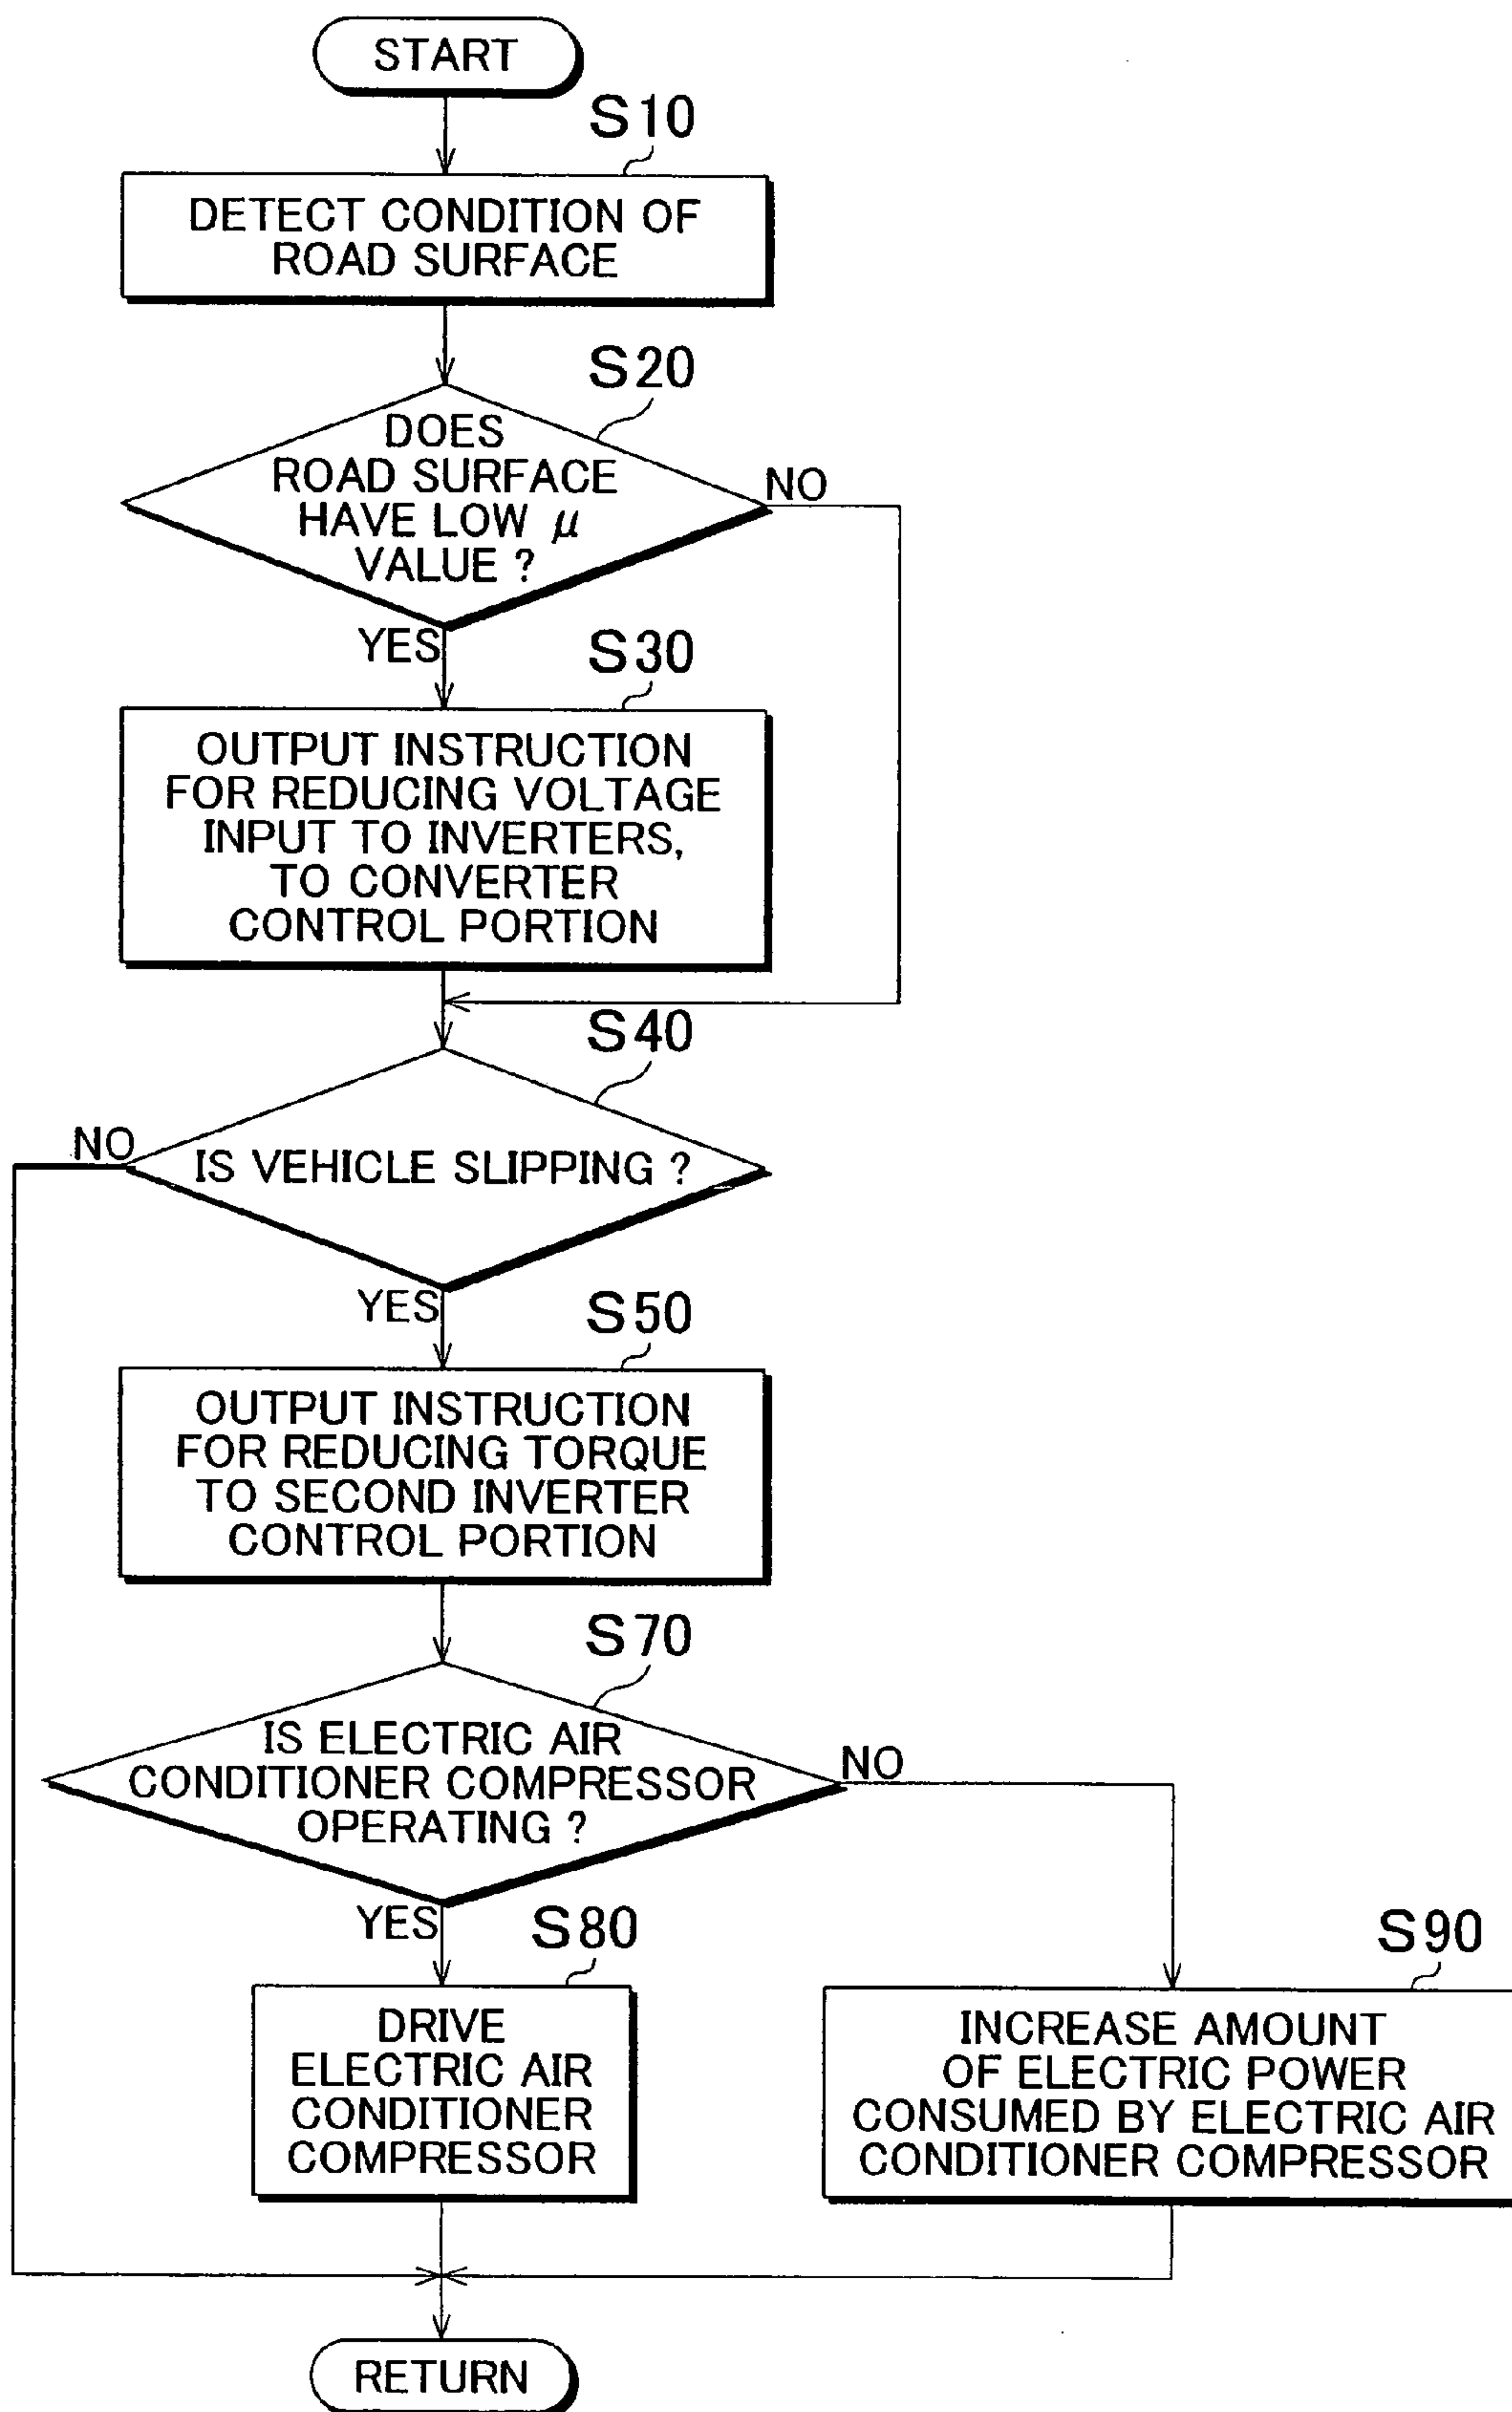 START
S10
DETECT CONDITION OF
ROAD SURFACE
S20
DOES
ROAD SURFACE
HAVE LOW μ
VALUE ?
NO
YES
S30
OUTPUT INSTRUCTION
FOR REDUCING VOLTAGE
INPUT TO INVERTERS,
TO CONVERTER
CONTROL PORTION
S40
NO
IS VEHICLE SLIPPING ?
YES
S50
OUTPUT INSTRUCTION
FOR REDUCING TORQUE
TO SECOND INVERTER
CONTROL PORTION
S70
IS ELECTRIC AIR
CONDITIONER COMPRESSOR
OPERATING ?
NO
YES
S80
DRIVE
ELECTRIC AIR
CONDITIONER
COMPRESSOR
S90
INCREASE AMOUNT
OF ELECTRIC POWER
CONSUMED BY ELECTRIC AIR
CONDITIONER COMPRESSOR
RETURN